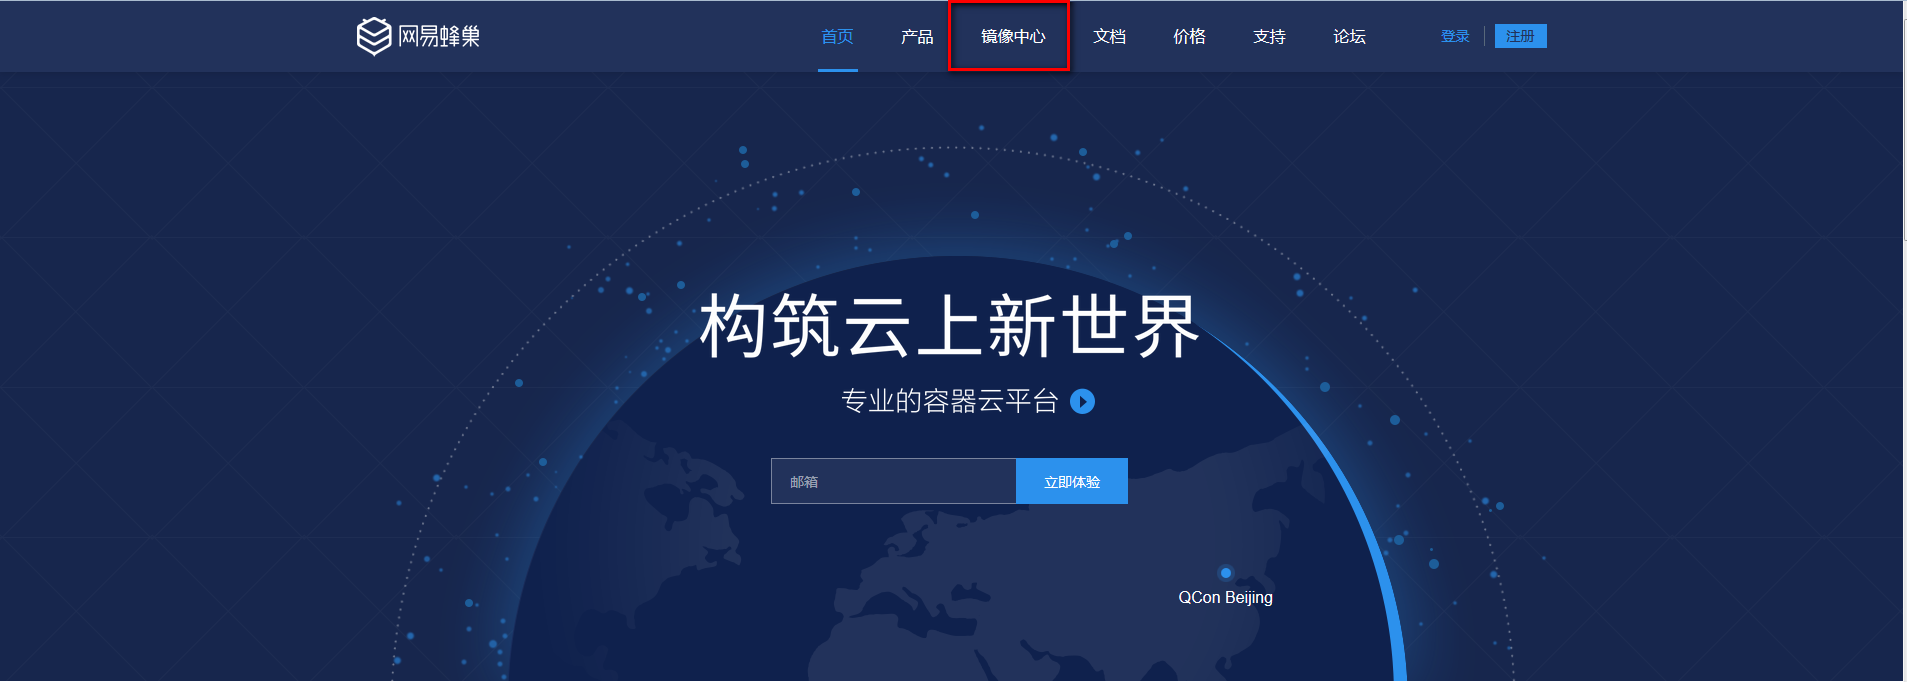 网易蜂巢 首页 产品 镜像中心 文档 价格 支持 论坛 登录 注册
构筑云上新世界
专业的容器云平台
邮箱 立即体验
QCon Beijing